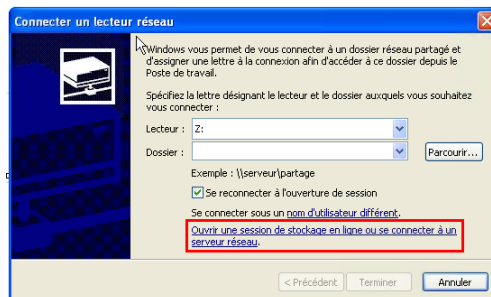 Connecter un lecteur réseau
Windows vous permet de vous connecter à un dossier réseau partagé et
d'assigner une lettre à la connexion afin d'accéder à ce dossier depuis le
Poste de travail.
Spécifiez la lettre désignant le lecteur et le dossier auxquels vous souhaitez
vous connecter :
Lecteur : Z:
Dossier : Parcourir...
Exemple : \\serveur\partage
Se reconnecter à l'ouverture de session
Se connecter sous un nom d'utilisateur différent.
Ouvrir une session de stockage en ligne ou se connecter à un
serveur réseau.
< Précédent Terminer Annuler